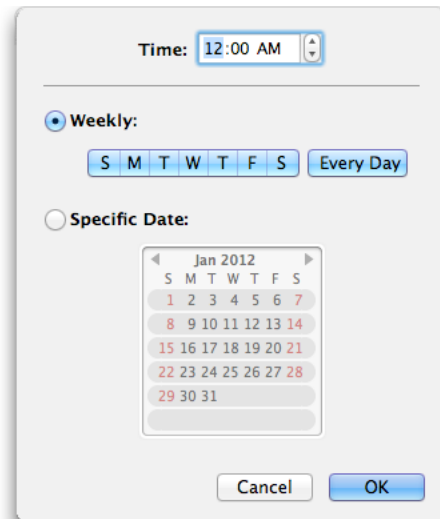 Time: 12:00 AM
Weekly:
S M T W T F S Every Day
Specific Date:
Jan 2012
S M T W T F S
1 2 3 4 5 6 7
8 9 10 11 12 13 14
15 16 17 18 19 20 21
22 23 24 25 26 27 28
29 30 31
Cancel OK